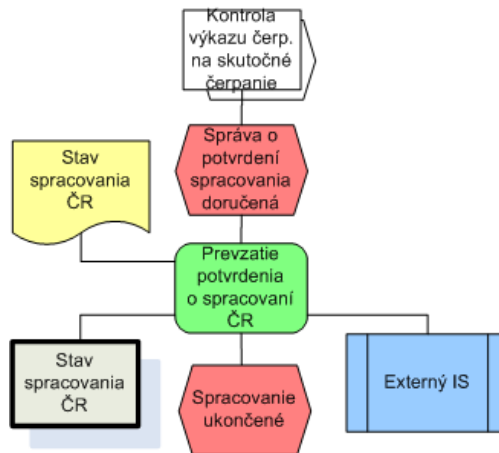 Kontrola
výkazu čerp.
na skutočné
čerpanie
Správa o
potvrdení
spracovania
doručená
Stav
spracovania
ČR
Prevzatie
potvrdenia
o spracovaní
ČR
Stav
spracovania
ČR
Spracovanie
ukončené
Externý IS